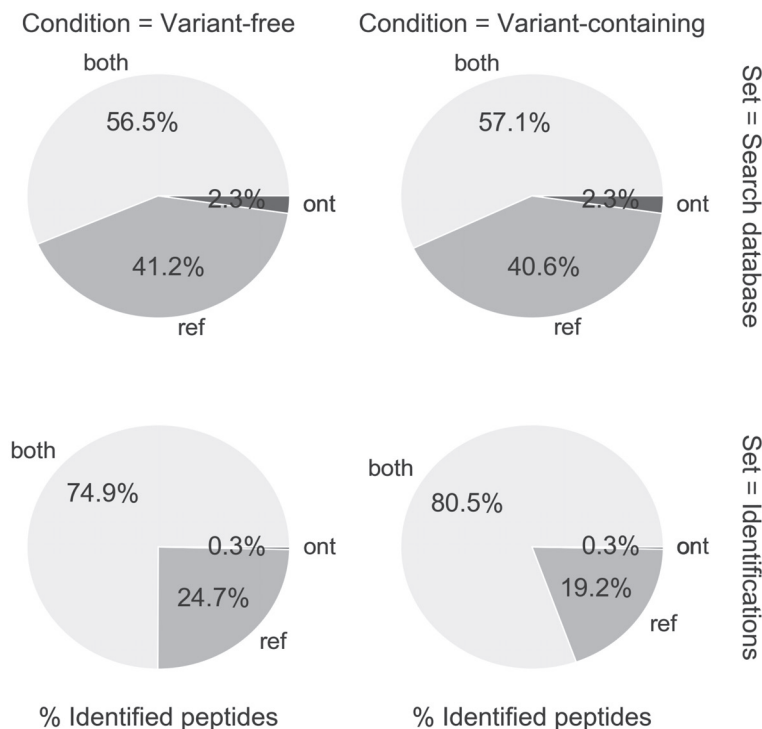 Condition = Variant-free
Condition = Variant-containing
both
56.5%
2.3%
ont
41.2%
ref
both
57.1%
2.3%
ont
40.6%
ref
Set = Search database
both
74.9%
0.3%
ont
24.7%
ref
both
80.5%
0.3%
ont
19.2%
ref
Set = Identifications
% Identified peptides
% Identified peptides